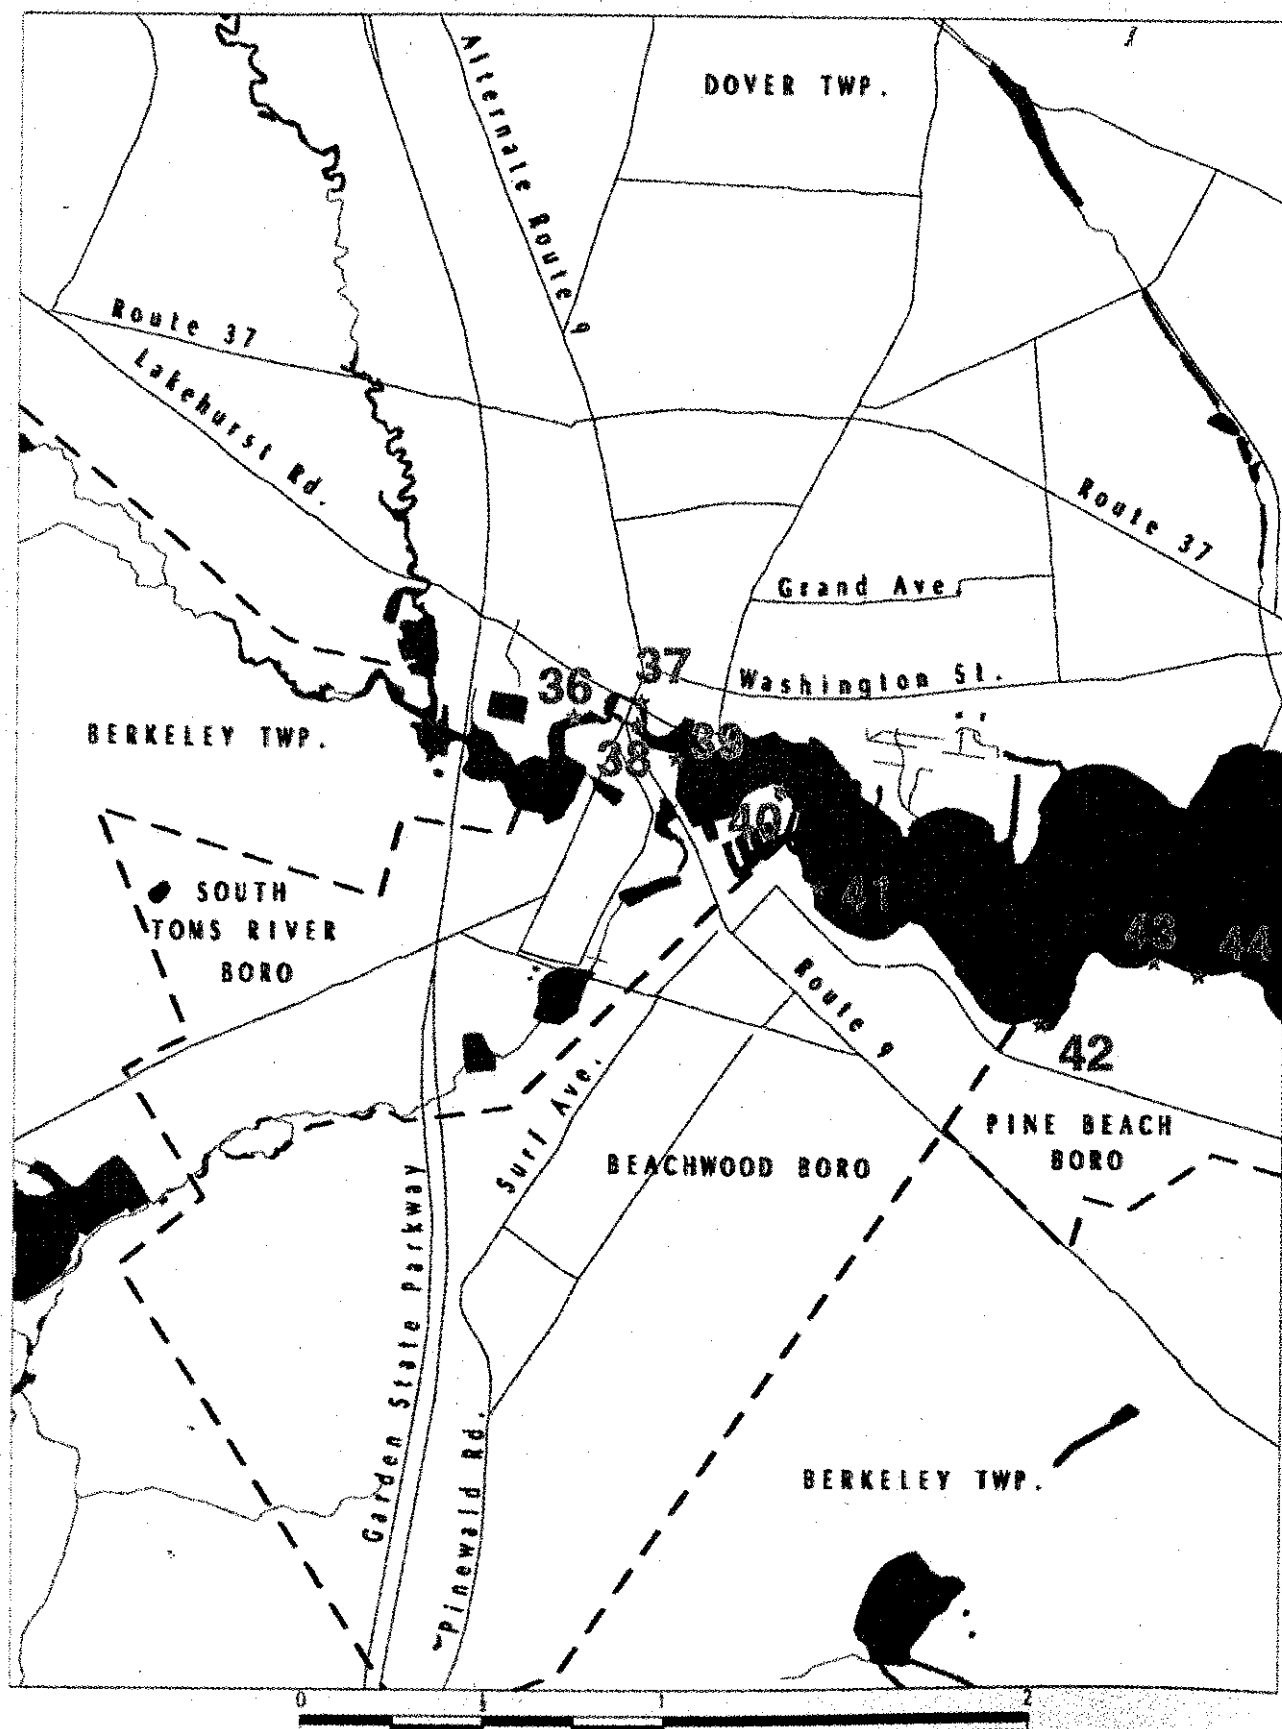 DOVER TWP.
Alternate Route 9
Route 37
Lakehurst Rd.
Route 37
Grand Ave
37
36
Washington St.
39
38
BERKELEY TWP.
40
SOUTH
TOMS RIVER
BORO
41
43
44
Route 9
42
Surf Ave.
PINE BEACH
BORO
BEACHWOOD BORO
Garden State Parkway
Pinewald Rd.
BERKELEY TWP.
0
1
2